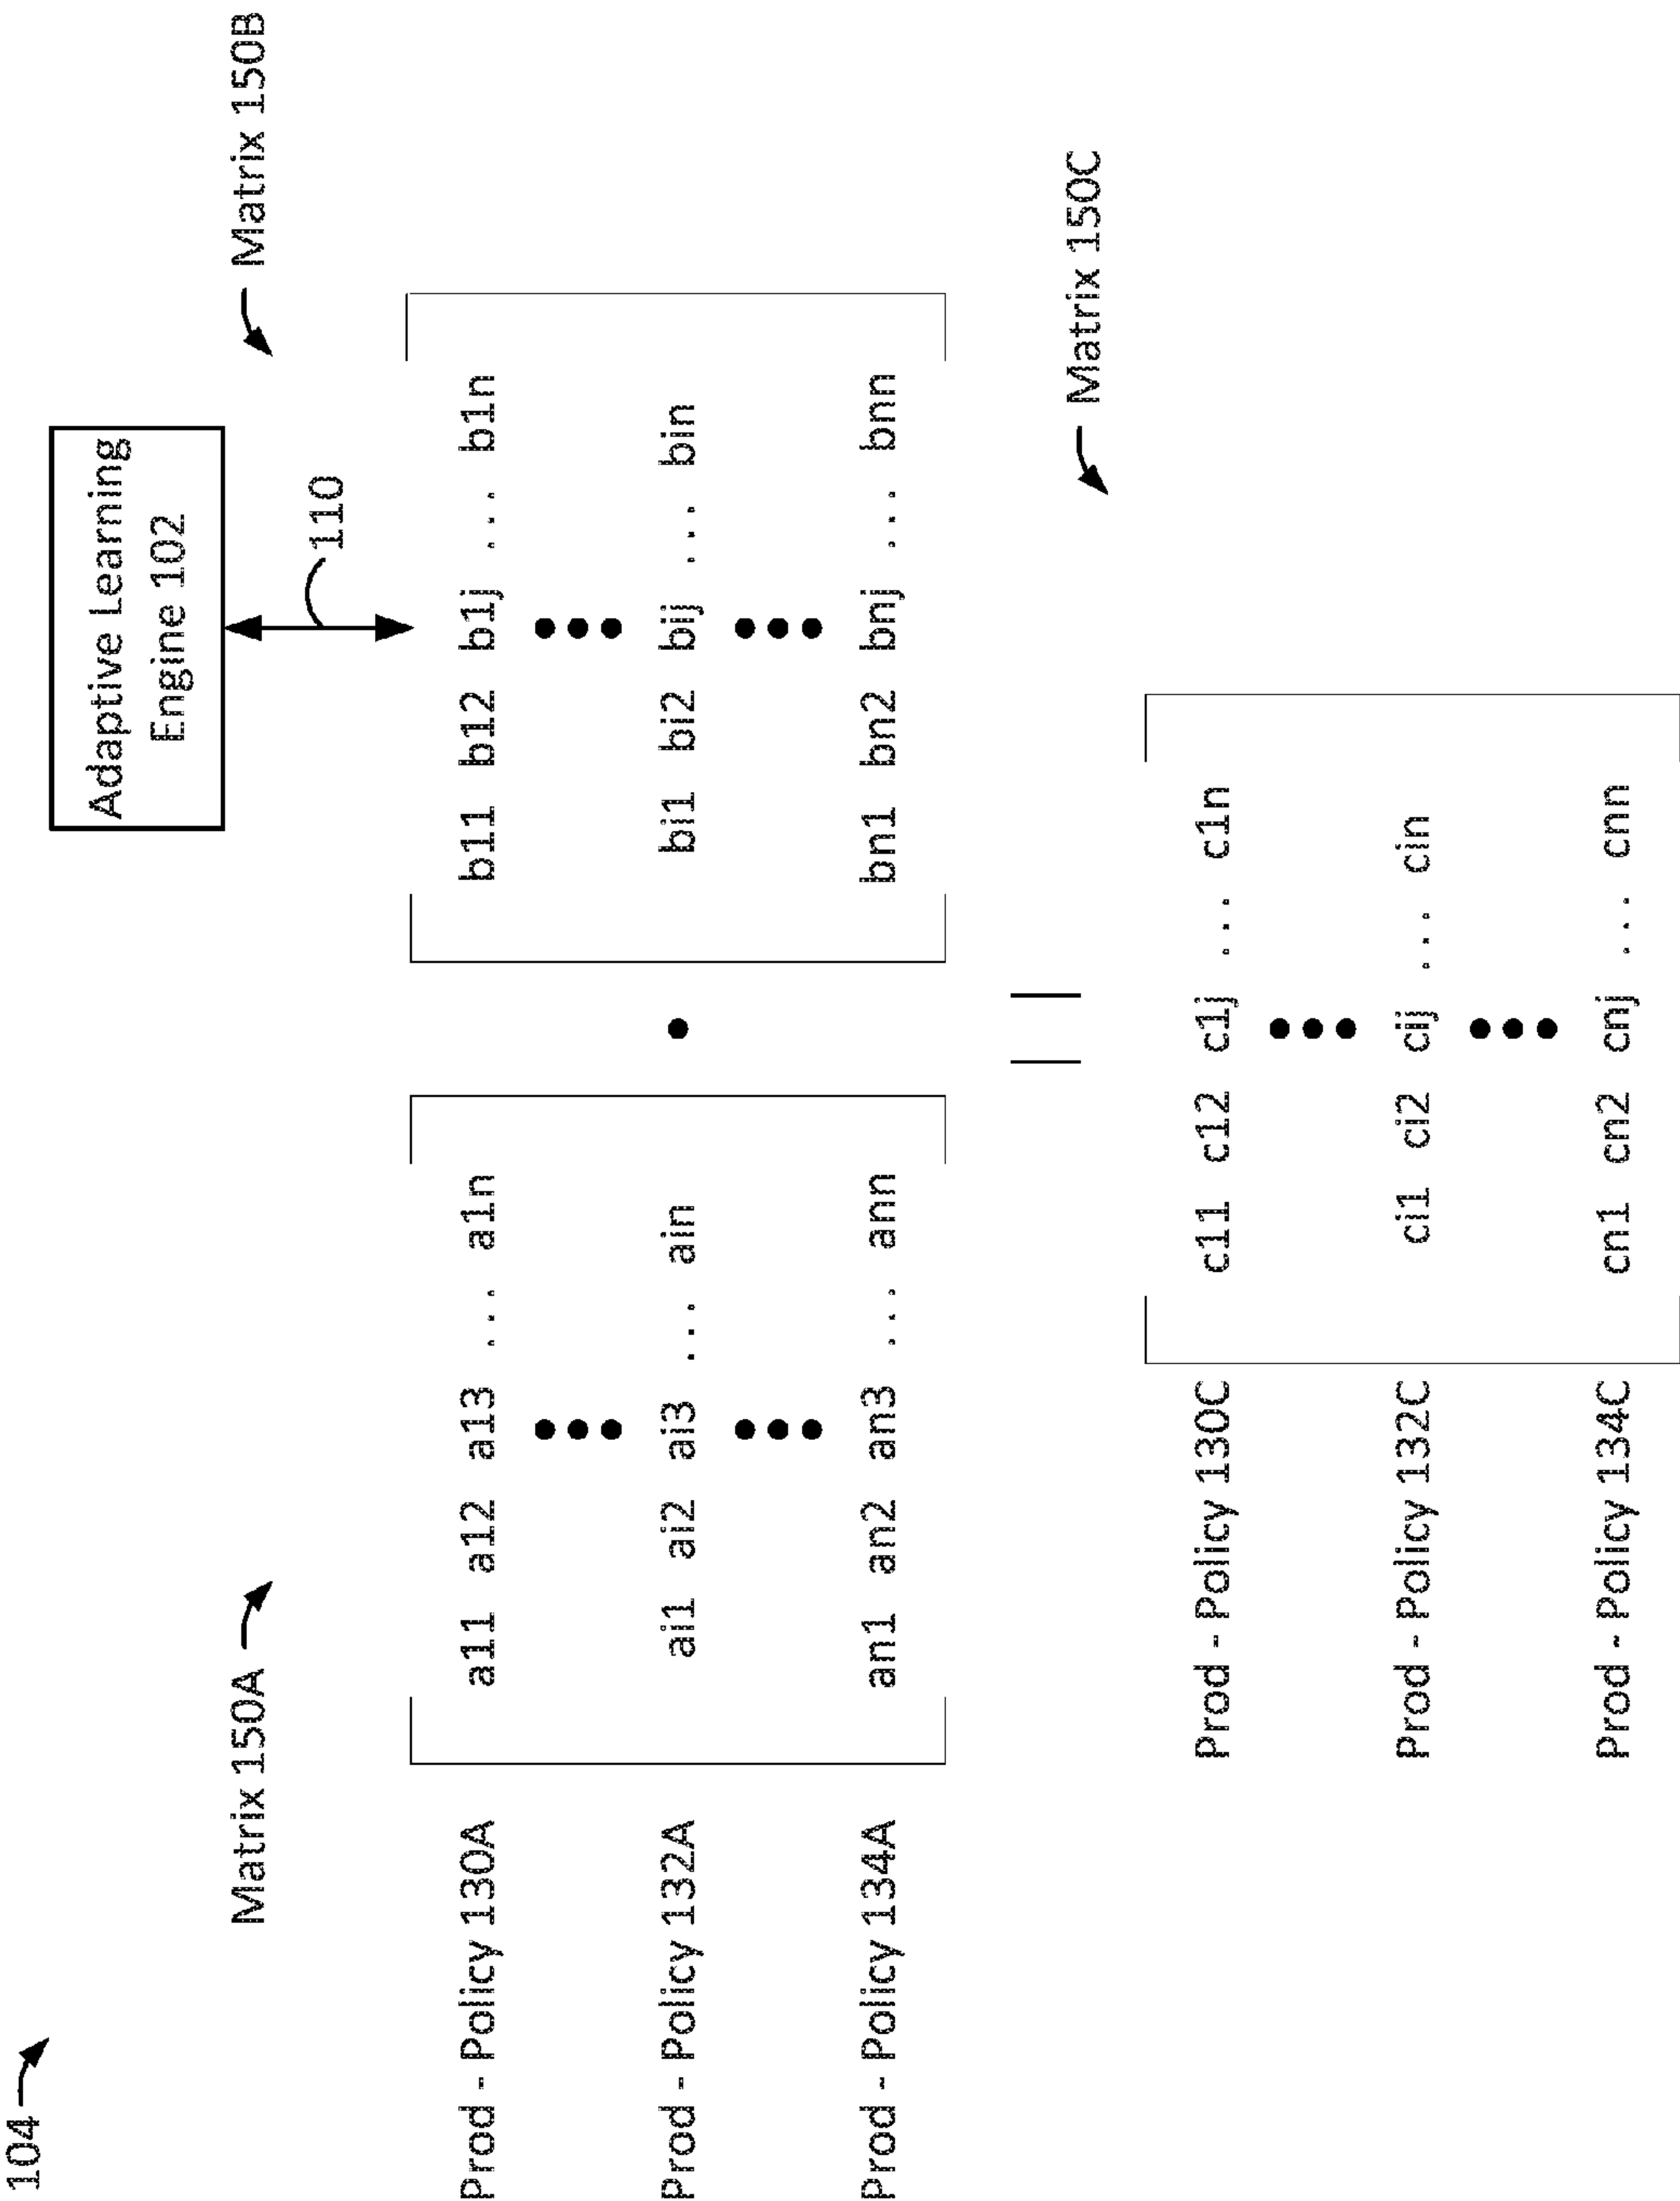 104
Matrix 150A
Adaptive Learning
Engine 102
110
Matrix 150B
Prod - Policy 130A a11 a12 a13 ... a1n b11 b12 b1j ... b1n
Prod - Policy 132A ai1 ai2 ai3 ... ain • bi1 bi2 bij ... bin
Prod - Policy 134A an1 an2 an3 ... ann bn1 bn2 bnj ... bnn
=
Matrix 150C
Prod - Policy 130C c11 c12 c1j ... c1n
Prod - Policy 132C ci1 ci2 cij ... cin
Prod - Policy 134C cn1 cn2 cnj ... cnn